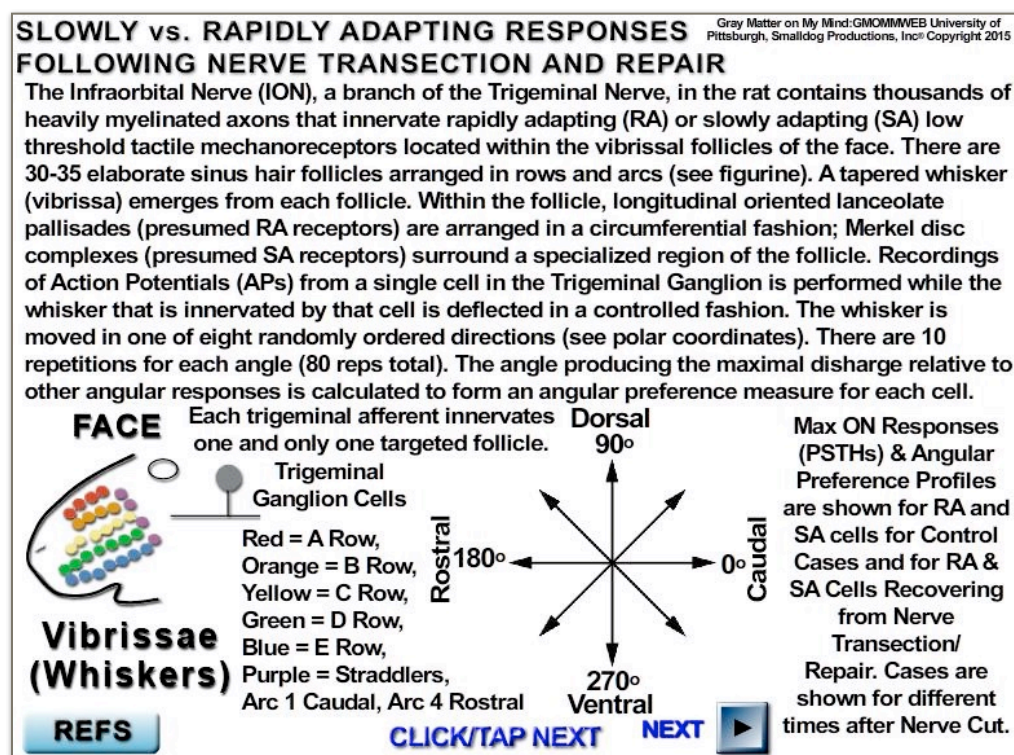 SLOWLY vs. RAPIDLY ADAPTING RESPONSES
FOLLOWING NERVE TRANSECTION AND REPAIR
Gray Matter on My Mind:GMOMMWEB University of
Pittsburgh, Smalldog Productions, Inc® Copyright 2015
The Infraorbital Nerve (ION), a branch of the Trigeminal Nerve, in the rat contains thousands of
heavily myelinated axons that innervate rapidly adapting (RA) or slowly adapting (SA) low
threshold tactile mechanoreceptors located within the vibrissal follicles of the face. There are
30-35 elaborate sinus hair follicles arranged in rows and arcs (see figurine). A tapered whisker
(vibrissa) emerges from each follicle. Within the follicle, longitudinal oriented lanceolate
pallisades (presumed RA receptors) are arranged in a circumferential fashion; Merkel disc
complexes (presumed SA receptors) surround a specialized region of the follicle. Recordings
of Action Potentials (APs) from a single cell in the Trigeminal Ganglion is performed while the
whisker that is innervated by that cell is deflected in a controlled fashion. The whisker is
moved in one of eight randomly ordered directions (see polar coordinates). There are 10
repetitions for each angle (80 reps total). The angle producing the maximal disharge relative to
other angular responses is calculated to form an angular preference measure for each cell.
FACE
Each trigeminal afferent innervates
one and only one targeted follicle.
Trigeminal
Ganglion Cells
Red = A Row,
Orange = B Row,
Yellow = C Row,
Green = D Row,
Blue = E Row,
Purple = Straddlers,
Arc 1 Caudal, Arc 4 Rostral
Vibrissae
(Whiskers)
Dorsal
90o
Rostral
180o
0o
Caudal
270o
Ventral
Max ON Responses
(PSTHs) & Angular
Preference Profiles
are shown for RA and
SA cells for Control
Cases and for RA &
SA Cells Recovering
from Nerve
Transection/
Repair. Cases are
shown for different
times after Nerve Cut.
REFS
CLICK/TAP NEXT
NEXT